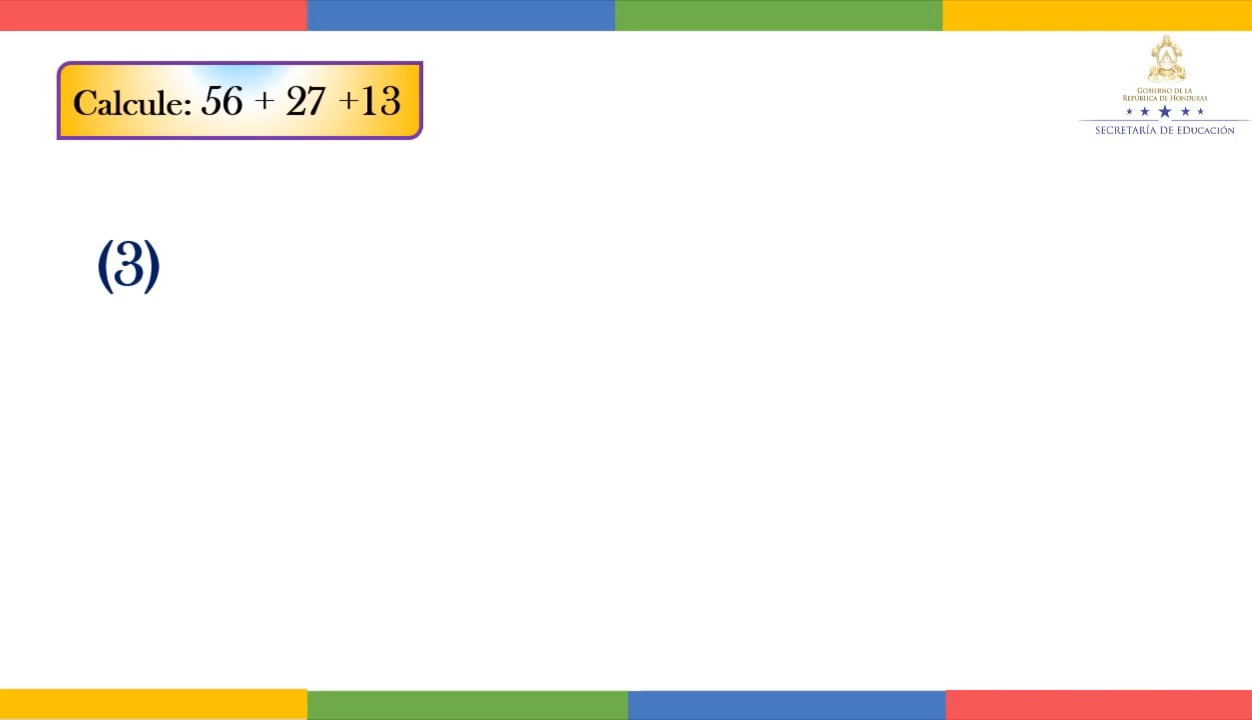 Calcule: 56 + 27 +13
GOBIERNO DE LA
REPÚBLICA DE HONDURAS
SECRETARÍA DE EDUCACIÓN
(3)